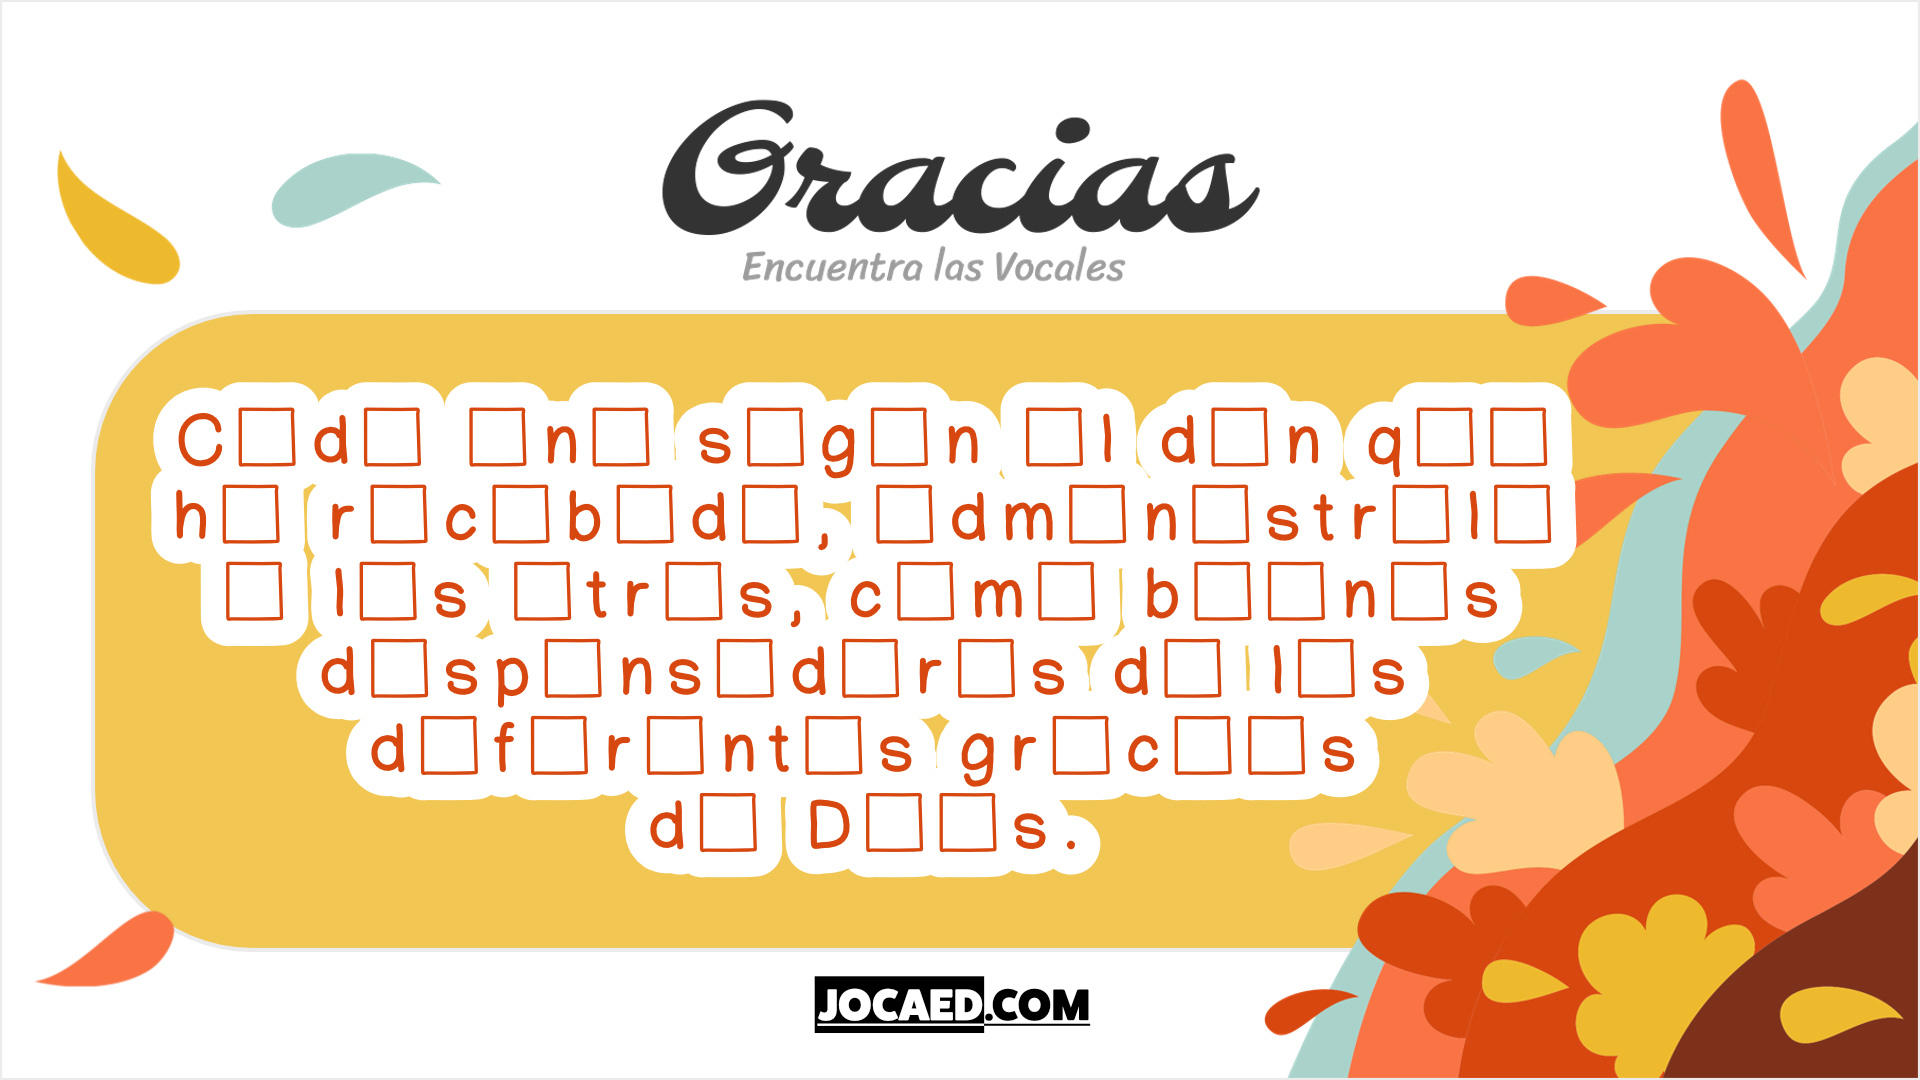 Gracias
Encuentra las Vocales
C□d□ □n□ s□g□n □l d□n q□□
h□ r□c□b□d□, □dm□n□str□l□
□ l□s □tr□s, c□m□ b□□n□s
d□sp□ns□d□r□s d□ l□s
d□f□r□nt□s gr□c□□s
d□ D□□s.
JOCAED.COM